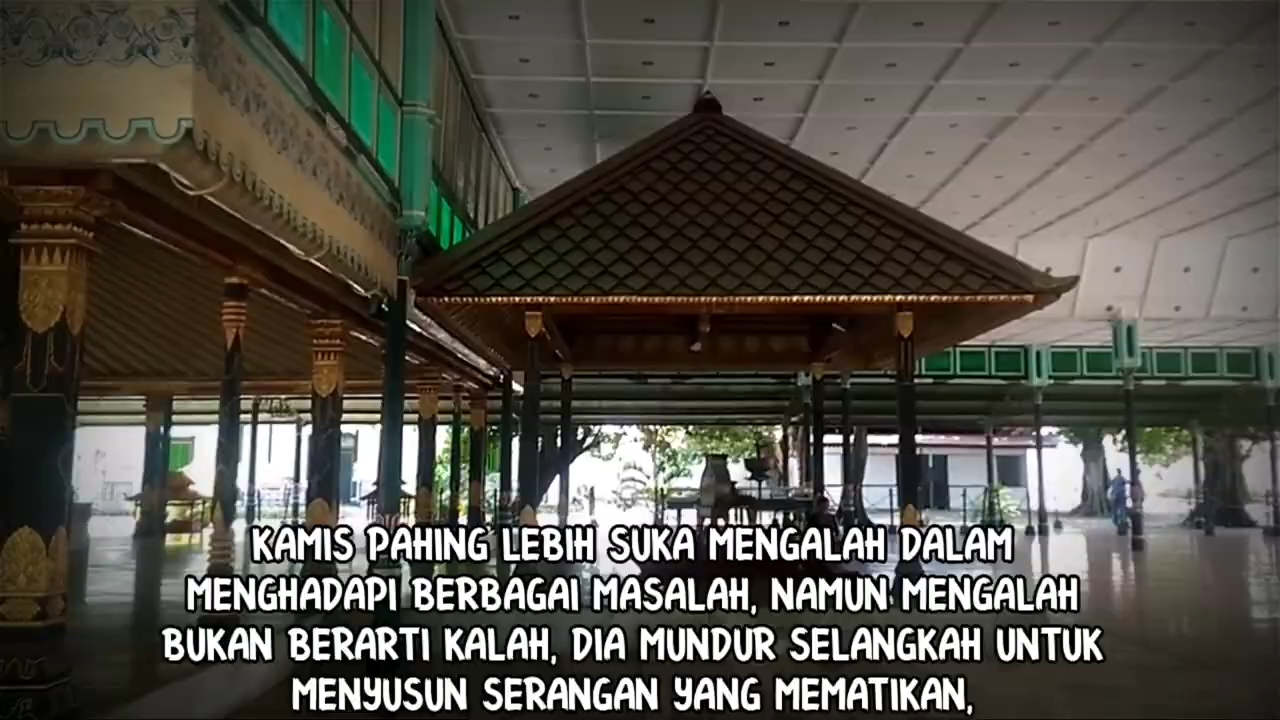 KAMIS PAHING LEBIH SUKA MENGALAH DALAM
MENGHADAPI BERBAGAI MASALAH, NAMUN MENGALAH
BUKAN BERARTI KALAH, DIA MUNDUR SELANGKAH UNTUK
MENYUSUN SERANGAN YANG MEMATIKAN,